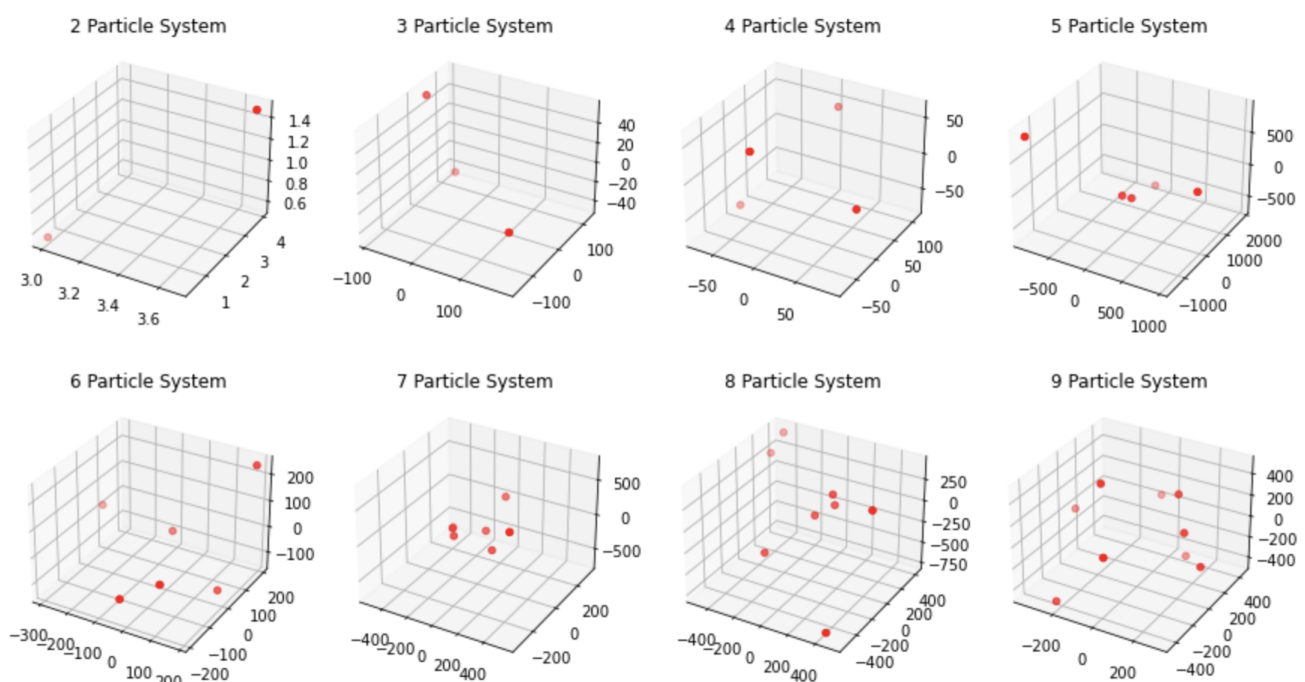 2 Particle System
3 Particle System
4 Particle System
5 Particle System
3.0 3.2 3.4 3.6
1 2 3 4
0.6 0.8 1.0 1.2 1.4
−100 0 100
−100 0 100
−40 −20 0 20 40
−50 0 50
−50 0 50 100
−50 0 50
−500 0 500 1000
−1000 0 1000 2000
−500 0 500
6 Particle System
7 Particle System
8 Particle System
9 Particle System
−300 −200 −100 0 100 200
−200 −100 0 100 200
−100 0 100 200
−400 −200 0 200 400
−200 0 200
−500 0 500
−400 −200 0 200 400
−400 −200 0 200 400
−750 −500 −250 0 250
−200 0 200
−400 −200 0 200 400
−400 −200 0 200 400